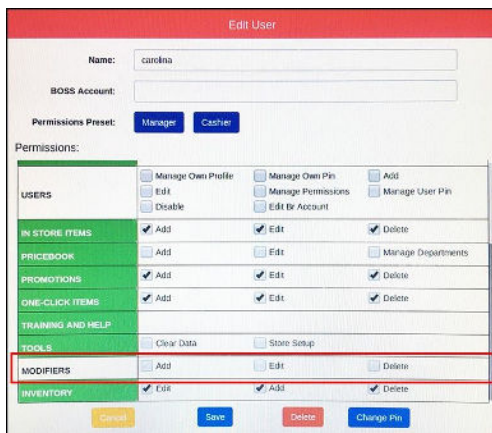 Edit User
Name: carolina
BOSS Account:
Permissions Preset: Manager Cashier
Permissions:
Manage Own Profile Manage Own Pin Add
USERS Edit Manage Permissions Manage User Pin
Disable Edit Br Account
IN STORE ITEMS Add Edit Delete
PRICEBOOK Add Edit Manage Departments
PROMOTIONS Add Edit Delete
ONE-CLICK ITEMS Add Edit Delete
TRAINING AND HELP
TOOLS Clear Data Store Setup
MODIFIERS Add Edit Delete
INVENTORY Edit Add Delete
Cancel Save Delete Change Pin